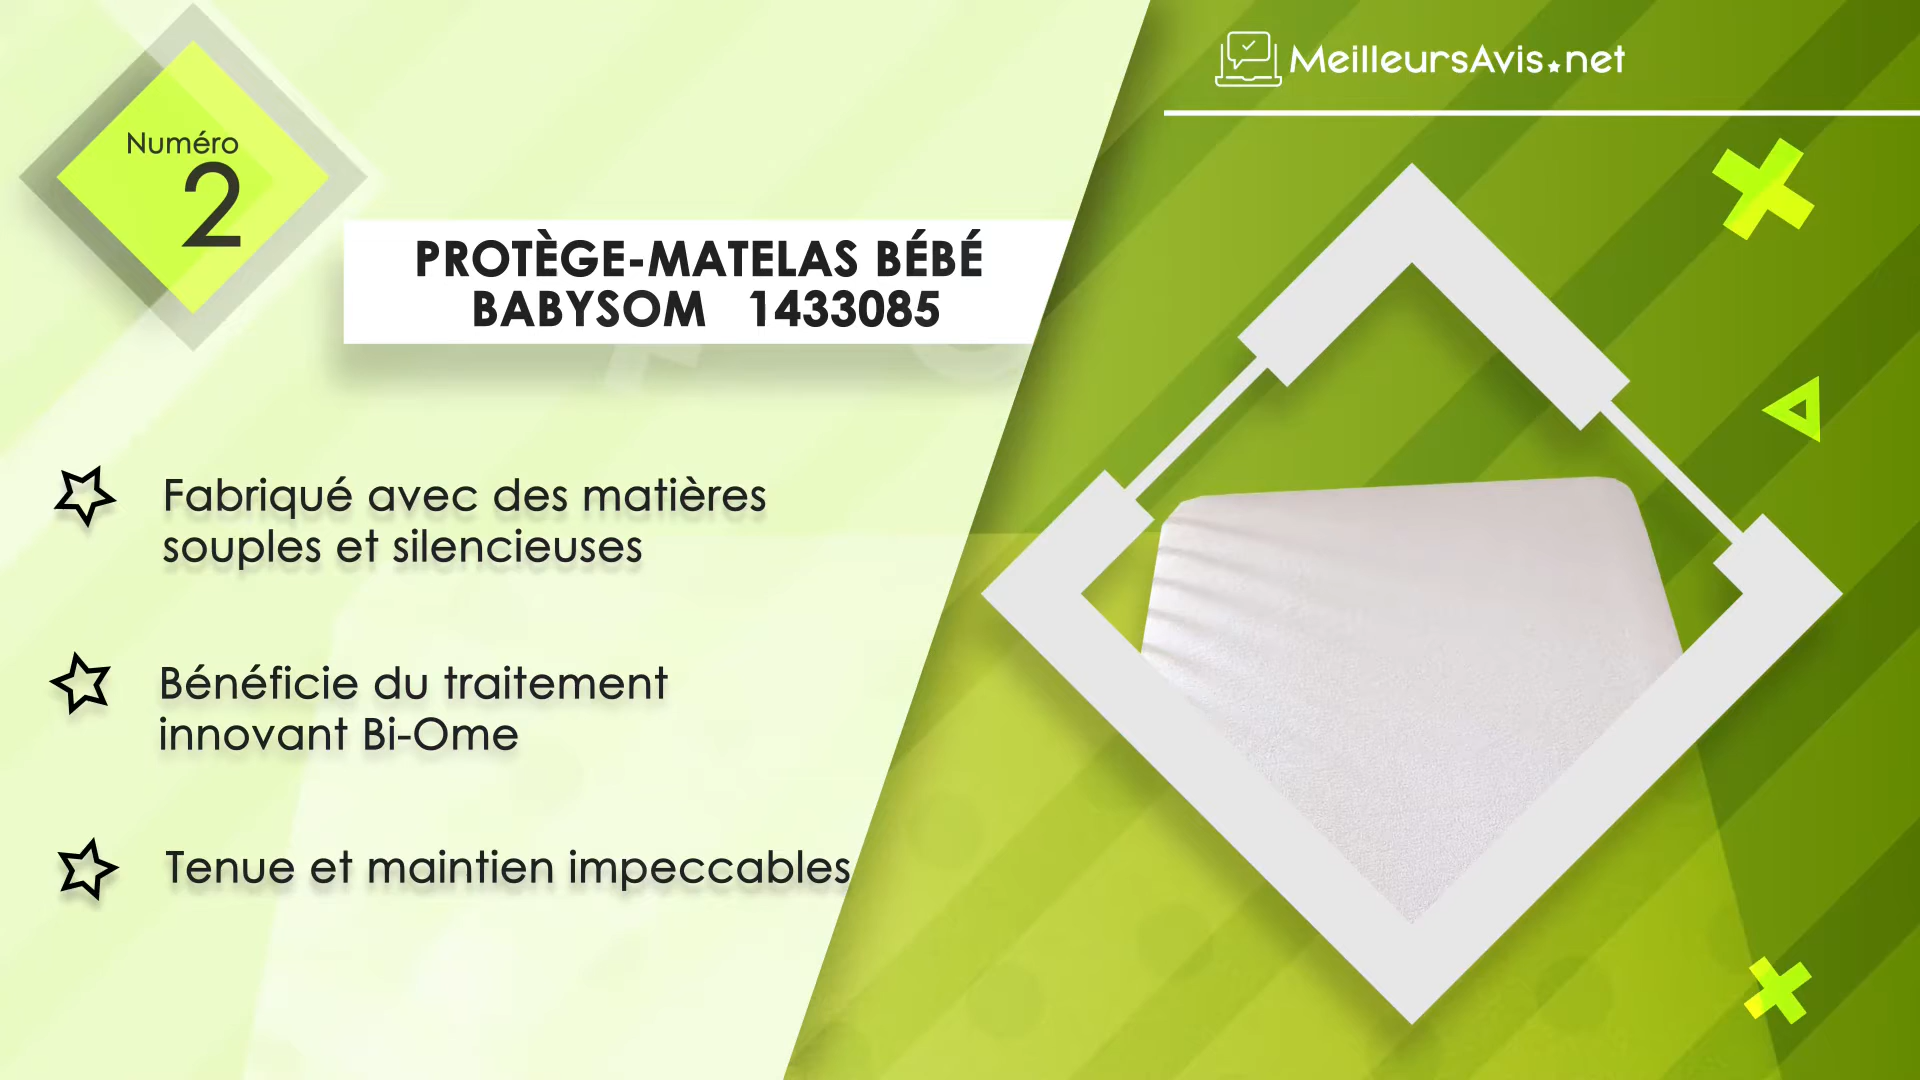 Numéro
2
MeilleursAvis.net
PROTÈGE-MATELAS BÉBÉ
BABYSOM 1433085
Fabriqué avec des matières
souples et silencieuses
Bénéficie du traitement
innovant Bi-Ome
Tenue et maintien impeccables